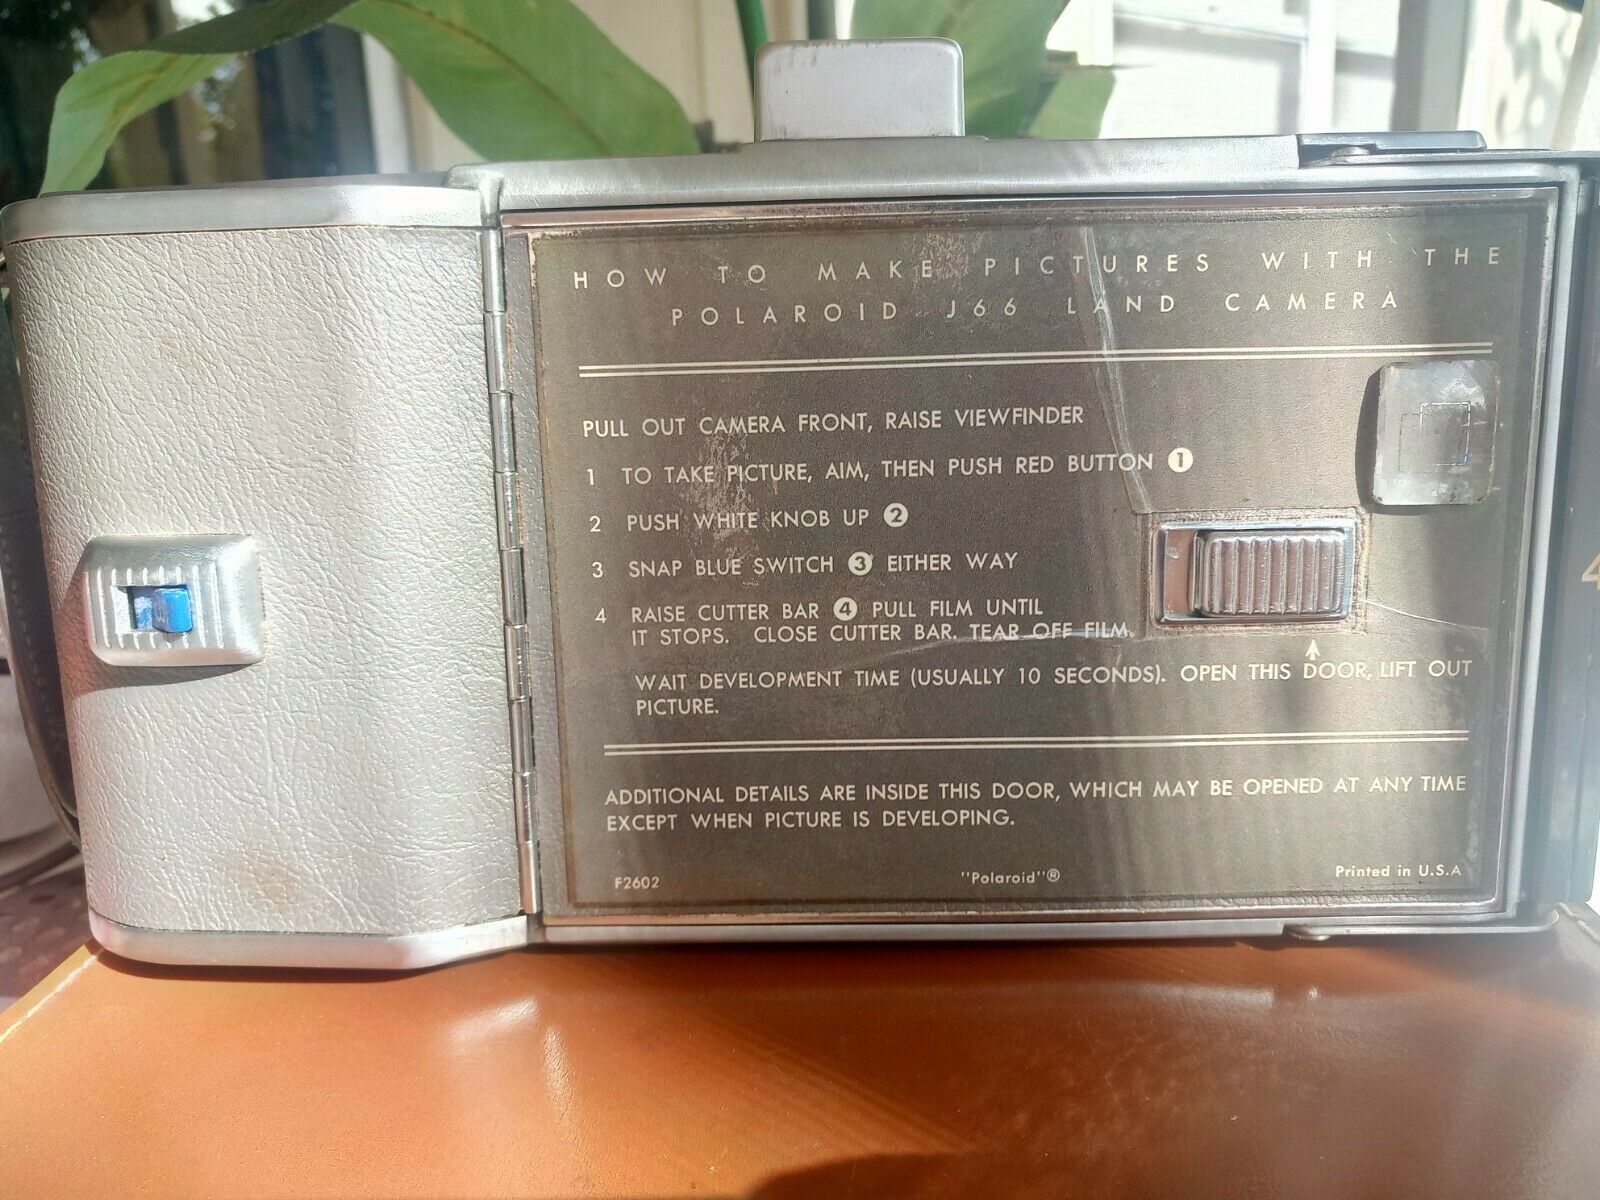 HOW TO MAKE PICTURES WITH THE
POLAROID J66 LAND CAMERA
PULL OUT CAMERA FRONT, RAISE VIEWFINDER
1 TO TAKE PICTURE, AIM, THEN PUSH RED BUTTON 1
2 PUSH WHITE KNOB UP 2
3 SNAP BLUE SWITCH 3 EITHER WAY
4 RAISE CUTTER BAR 4 PULL FILM UNTIL
IT STOPS. CLOSE CUTTER BAR. TEAR OFF FILM.
WAIT DEVELOPMENT TIME (USUALLY 10 SECONDS). OPEN THIS DOOR, LIFT OUT
PICTURE.
ADDITIONAL DETAILS ARE INSIDE THIS DOOR, WHICH MAY BE OPENED AT ANY TIME
EXCEPT WHEN PICTURE IS DEVELOPING.
F2602 "Polaroid"® Printed in U.S.A
4